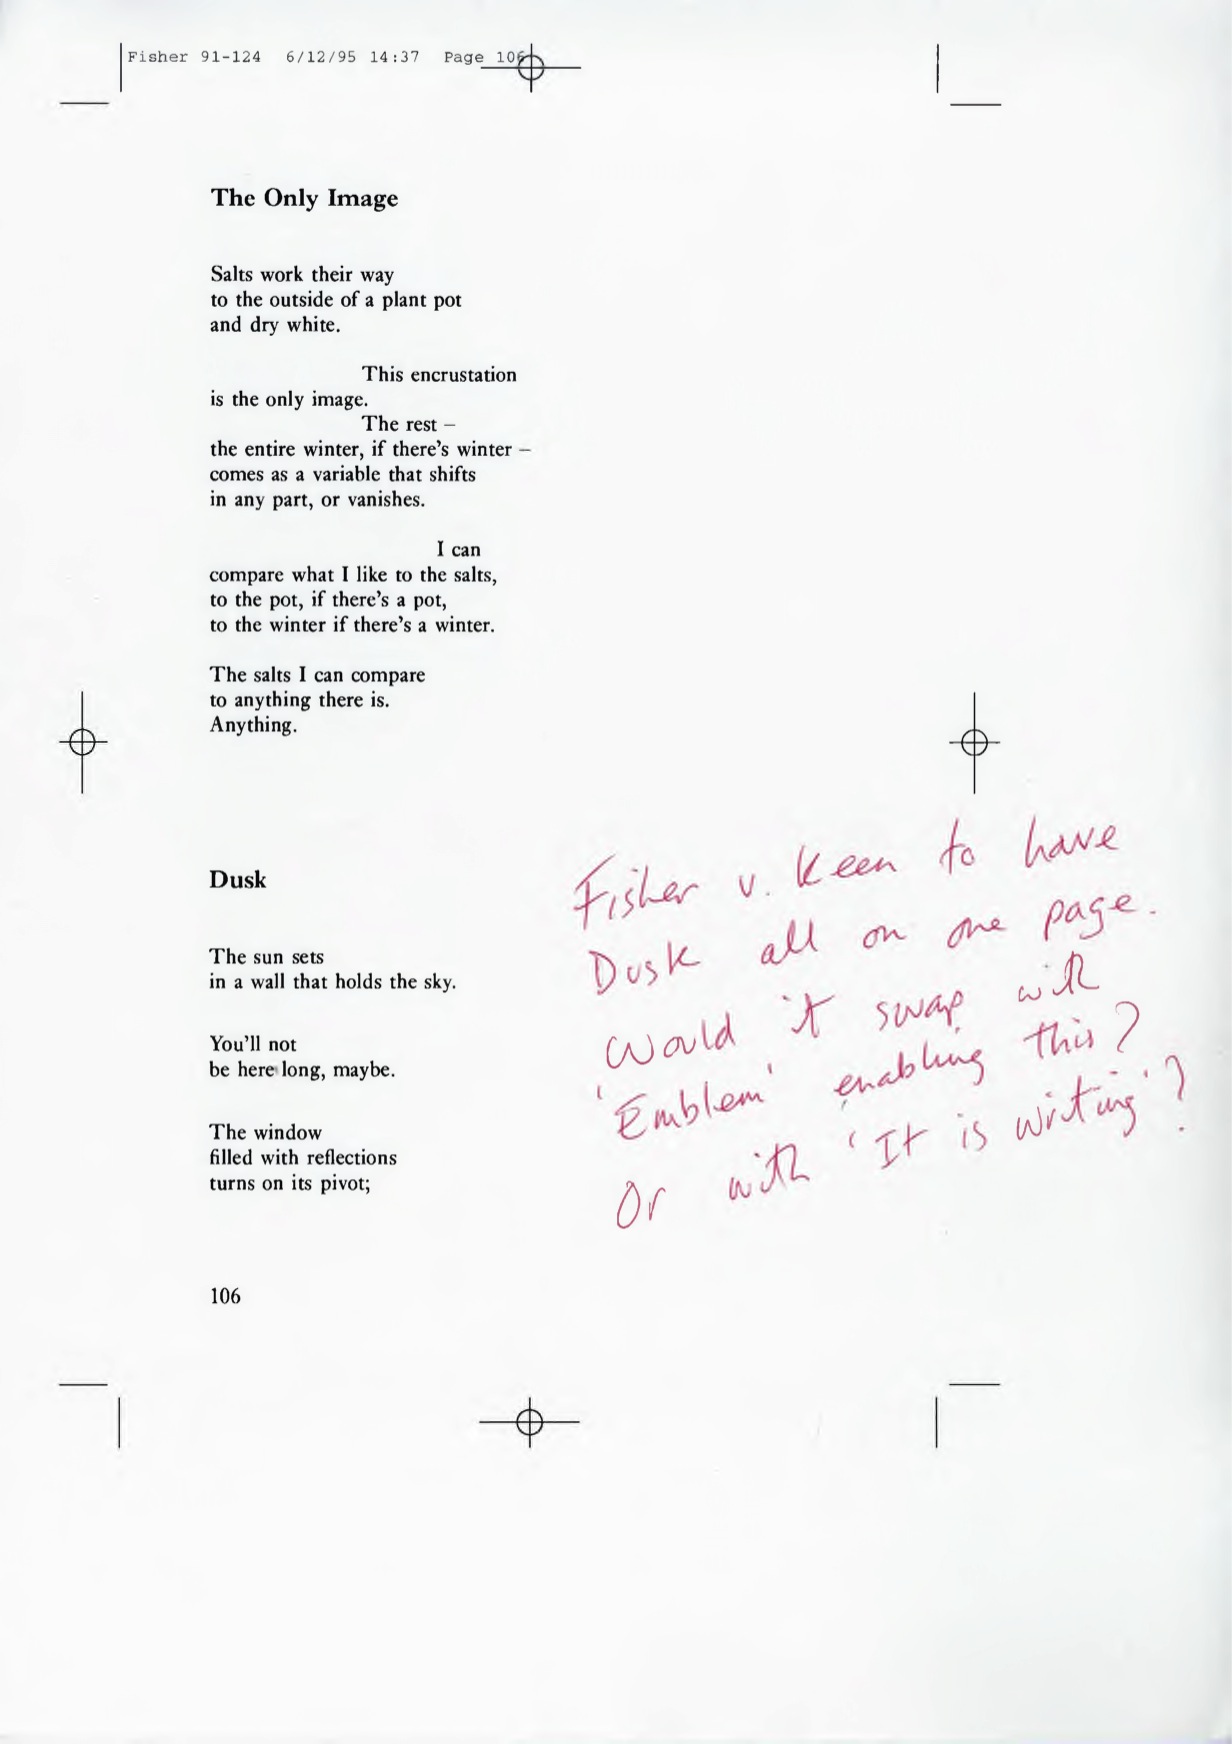 Fisher 91-124 6/12/95 14:37 Page 106
The Only Image
Salts work their way
to the outside of a plant pot
and dry white.
This encrustation
is the only image.
The rest –
the entire winter, if there's winter –
comes as a variable that shifts
in any part, or vanishes.
I can
compare what I like to the salts,
to the pot, if there's a pot,
to the winter if there's a winter.
The salts I can compare
to anything there is.
Anything.
Dusk
The sun sets
in a wall that holds the sky.
You'll not
be here long, maybe.
The window
filled with reflections
turns on its pivot;
Fisher v. keen to have
Dusk all on one page.
Would it swap with
'Emblem' enabling this?
Or with 'It is writing'?
106